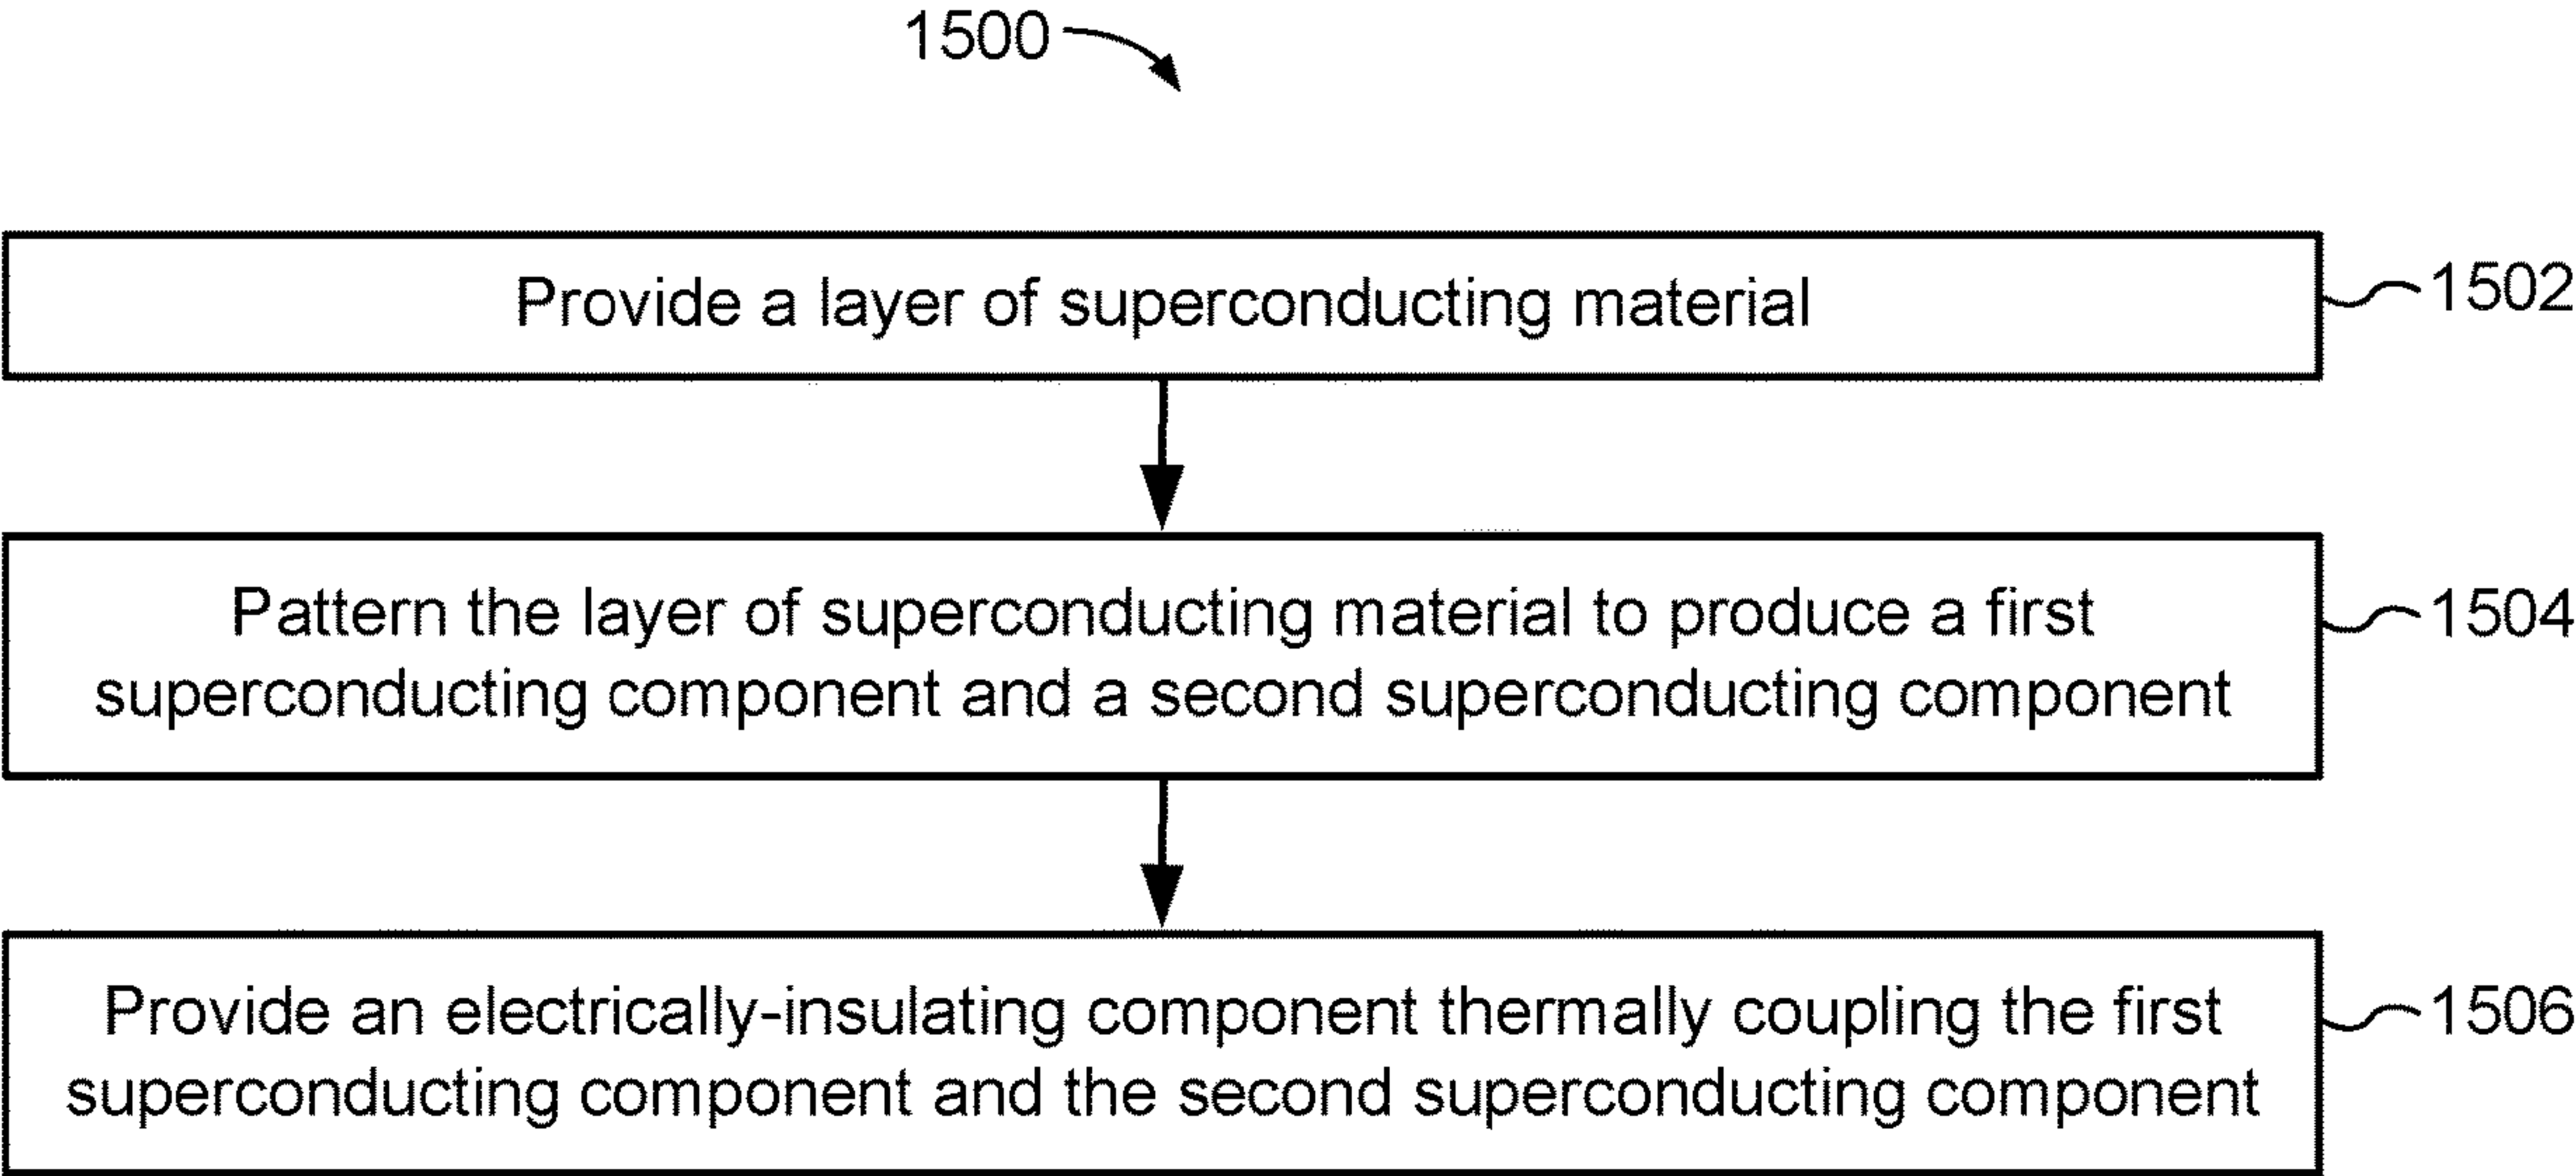 1500
Provide a layer of superconducting material
1502
Pattern the layer of superconducting material to produce a first
superconducting component and a second superconducting component
1504
Provide an electrically-insulating component thermally coupling the first
superconducting component and the second superconducting component
1506